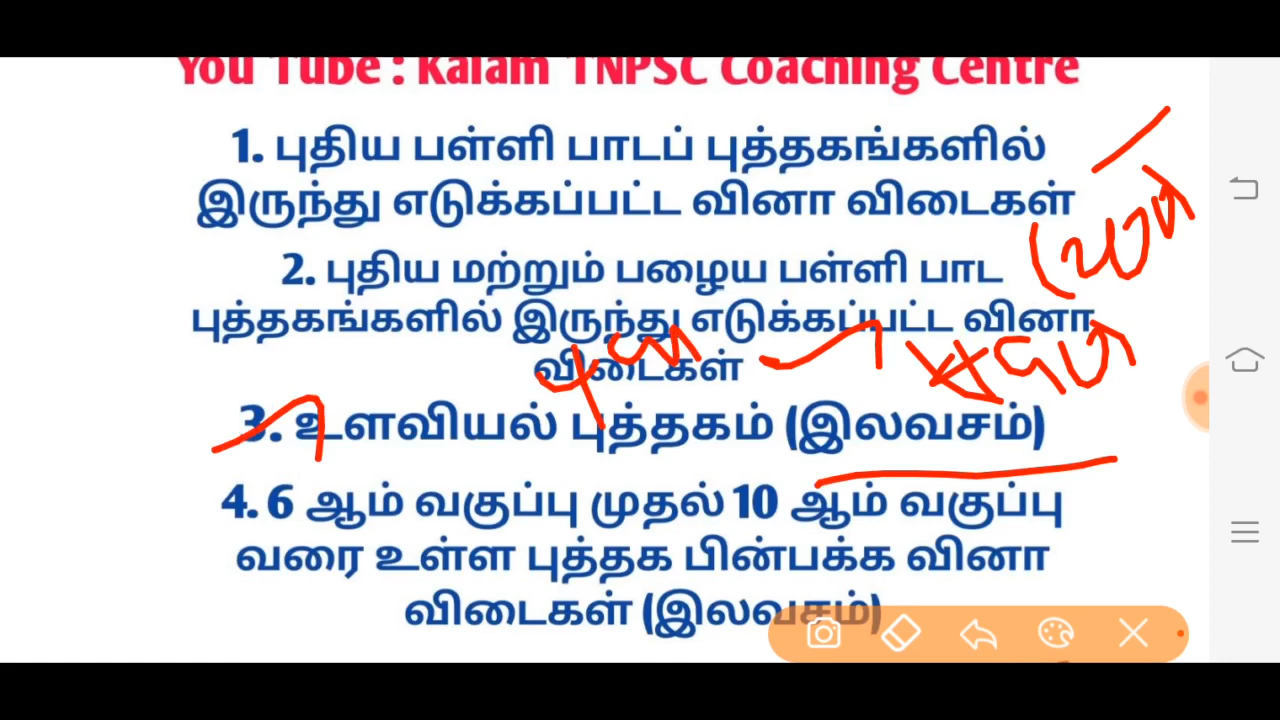 You Tube : Kalam TNPSC Coaching Centre
1. புதிய பள்ளி பாடப் புத்தகங்களில்
இருந்து எடுக்கப்பட்ட வினா விடைகள்
2. புதிய மற்றும் பழைய பள்ளி பாட
புத்தகங்களில் இருந்து எடுக்கப்பட்ட வினா
விடைகள்
3. உளவியல் புத்தகம் (இலவசம்)
4. 6 ஆம் வகுப்பு முதல் 10 ஆம் வகுப்பு
வரை உள்ள புத்தக பின்பக்க வினா
விடைகள் (இலவசம்)